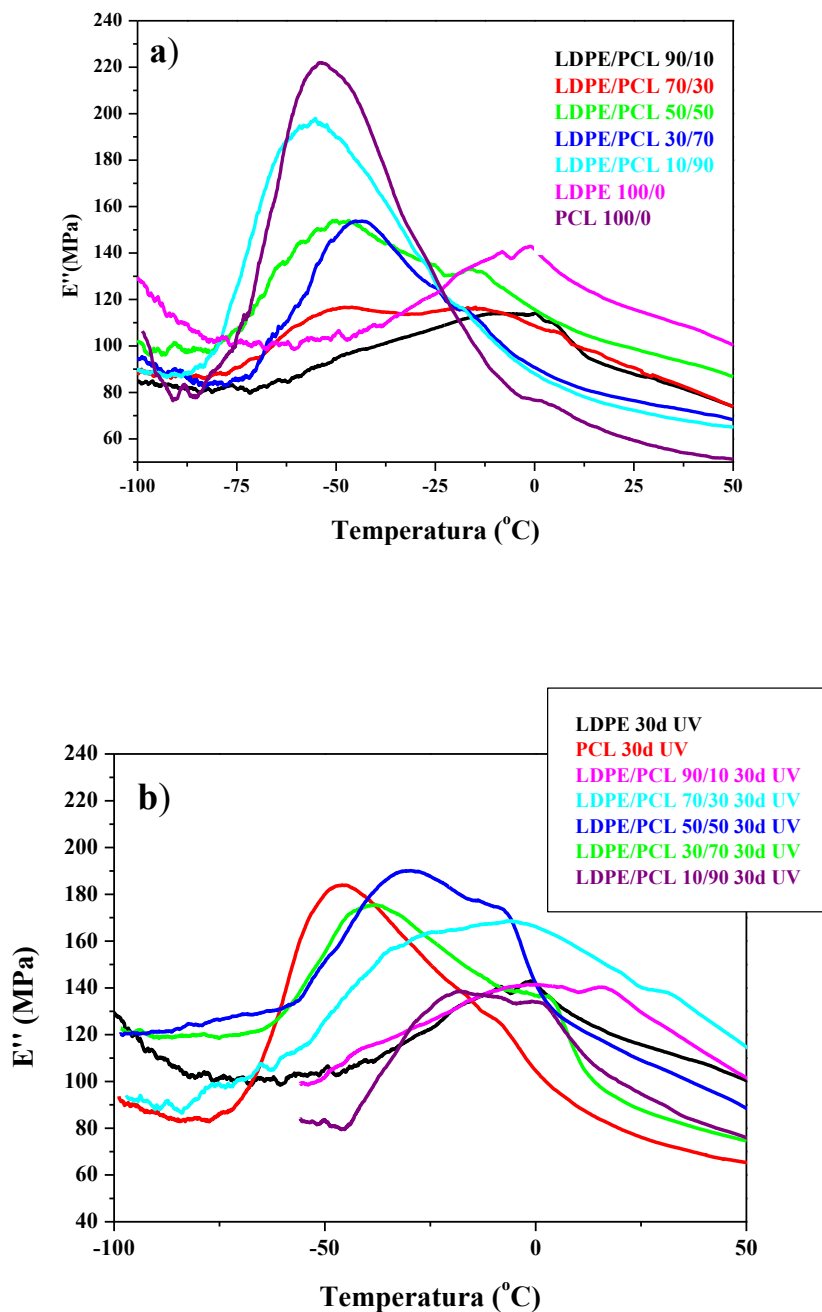 a)
LDPE/PCL 90/10
LDPE/PCL 70/30
LDPE/PCL 50/50
LDPE/PCL 30/70
LDPE/PCL 10/90
LDPE 100/0
PCL 100/0
E''(MPa)
240
220
200
180
160
140
120
100
80
60
-100 -75 -50 -25 0 25 50
Temperatura (°C)
LDPE 30d UV
PCL 30d UV
LDPE/PCL 90/10 30d UV
LDPE/PCL 70/30 30d UV
LDPE/PCL 50/50 30d UV
LDPE/PCL 30/70 30d UV
LDPE/PCL 10/90 30d UV
b)
E'' (MPa)
240
220
200
180
160
140
120
100
80
60
40
-100 -50 0 50
Temperatura (°C)